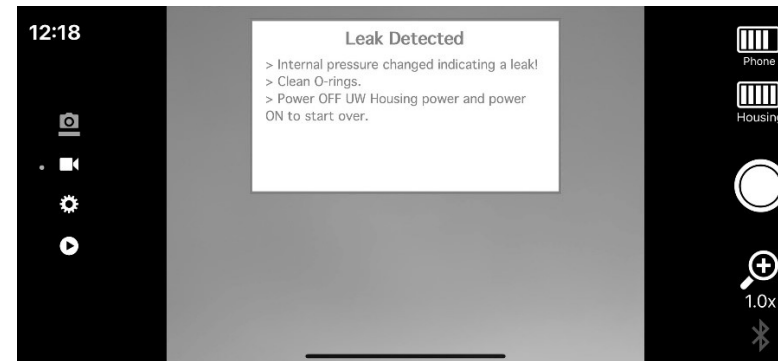 12:18
Leak Detected
> Internal pressure changed indicating a leak!
> Clean O-rings.
> Power OFF UW Housing power and power
ON to start over.
Phone
Housing
1.0x